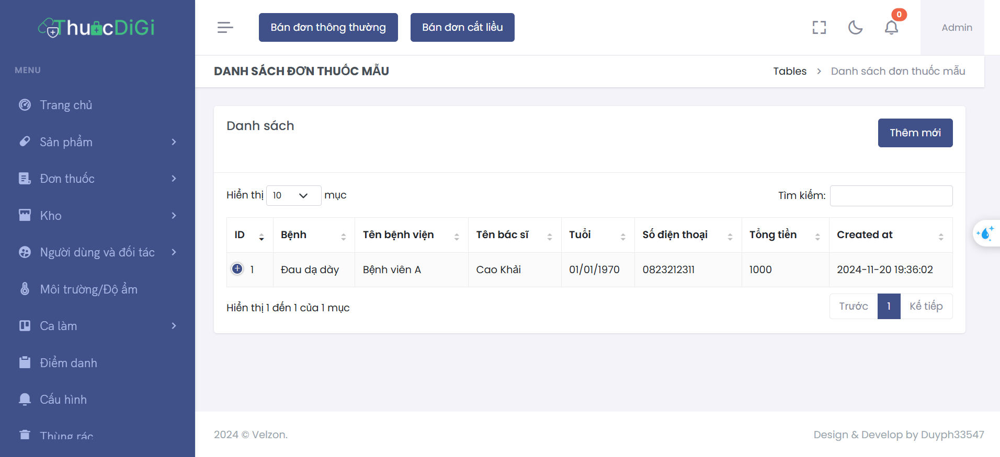 ThuốcDiGi
MENU
Trang chủ
Sản phẩm
Đơn thuốc
Kho
Người dùng và đối tác
Môi trường/Độ ẩm
Ca làm
Điểm danh
Cấu hình
Thùng rác
Bán đơn thông thường
Bán đơn cắt liều
0
Admin
DANH SÁCH ĐƠN THUỐC MẪU
Tables > Danh sách đơn thuốc mẫu
Danh sách
Thêm mới
Hiển thị 10 mục
Tìm kiếm:
ID Bệnh Tên bệnh viện Tên bác sĩ Tuổi Số điện thoại Tổng tiền Created at
1 Đau dạ dày Bệnh viên A Cao Khải 01/01/1970 0823212311 1000 2024-11-20 19:36:02
Hiển thị 1 đến 1 của 1 mục
Trước 1 Kế tiếp
2024 © Velzon.
Design & Develop by Duyph33547